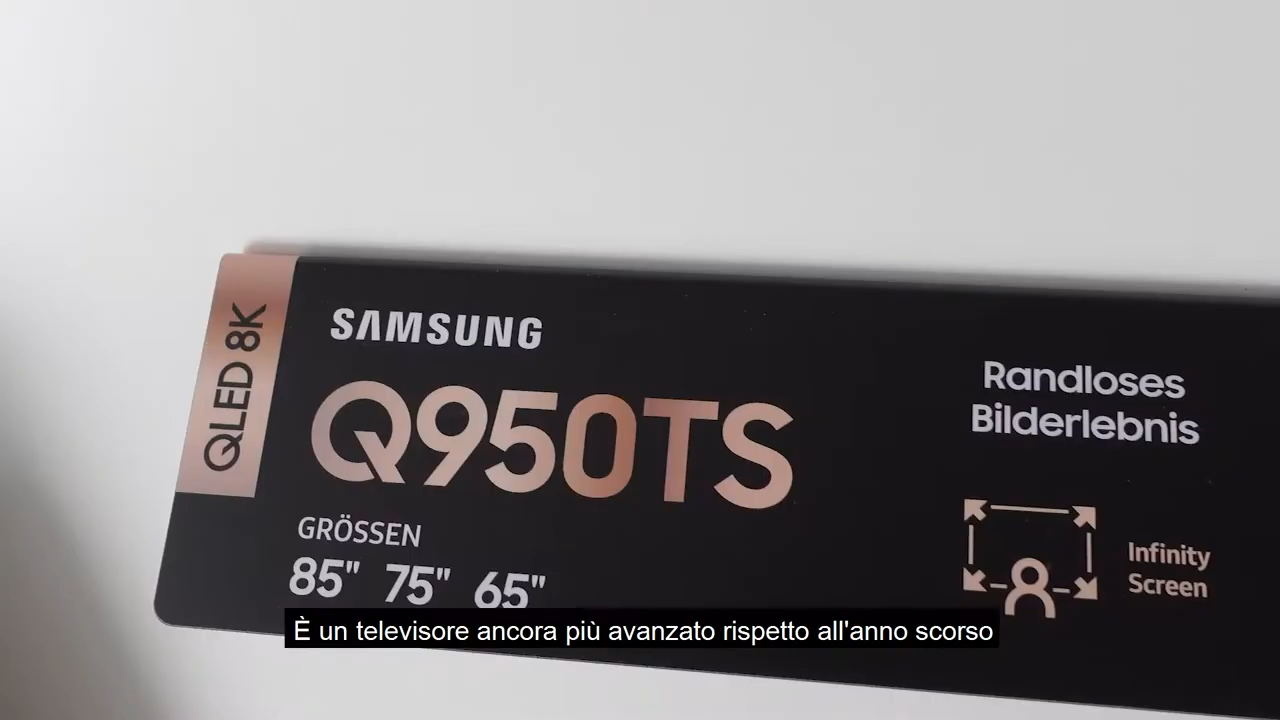 QLED 8K
SAMSUNG
Q950TS
GRÖSSEN
85" 75" 65"
Randloses
Bilderlebnis
Infinity
Screen
È un televisore ancora più avanzato rispetto all'anno scorso